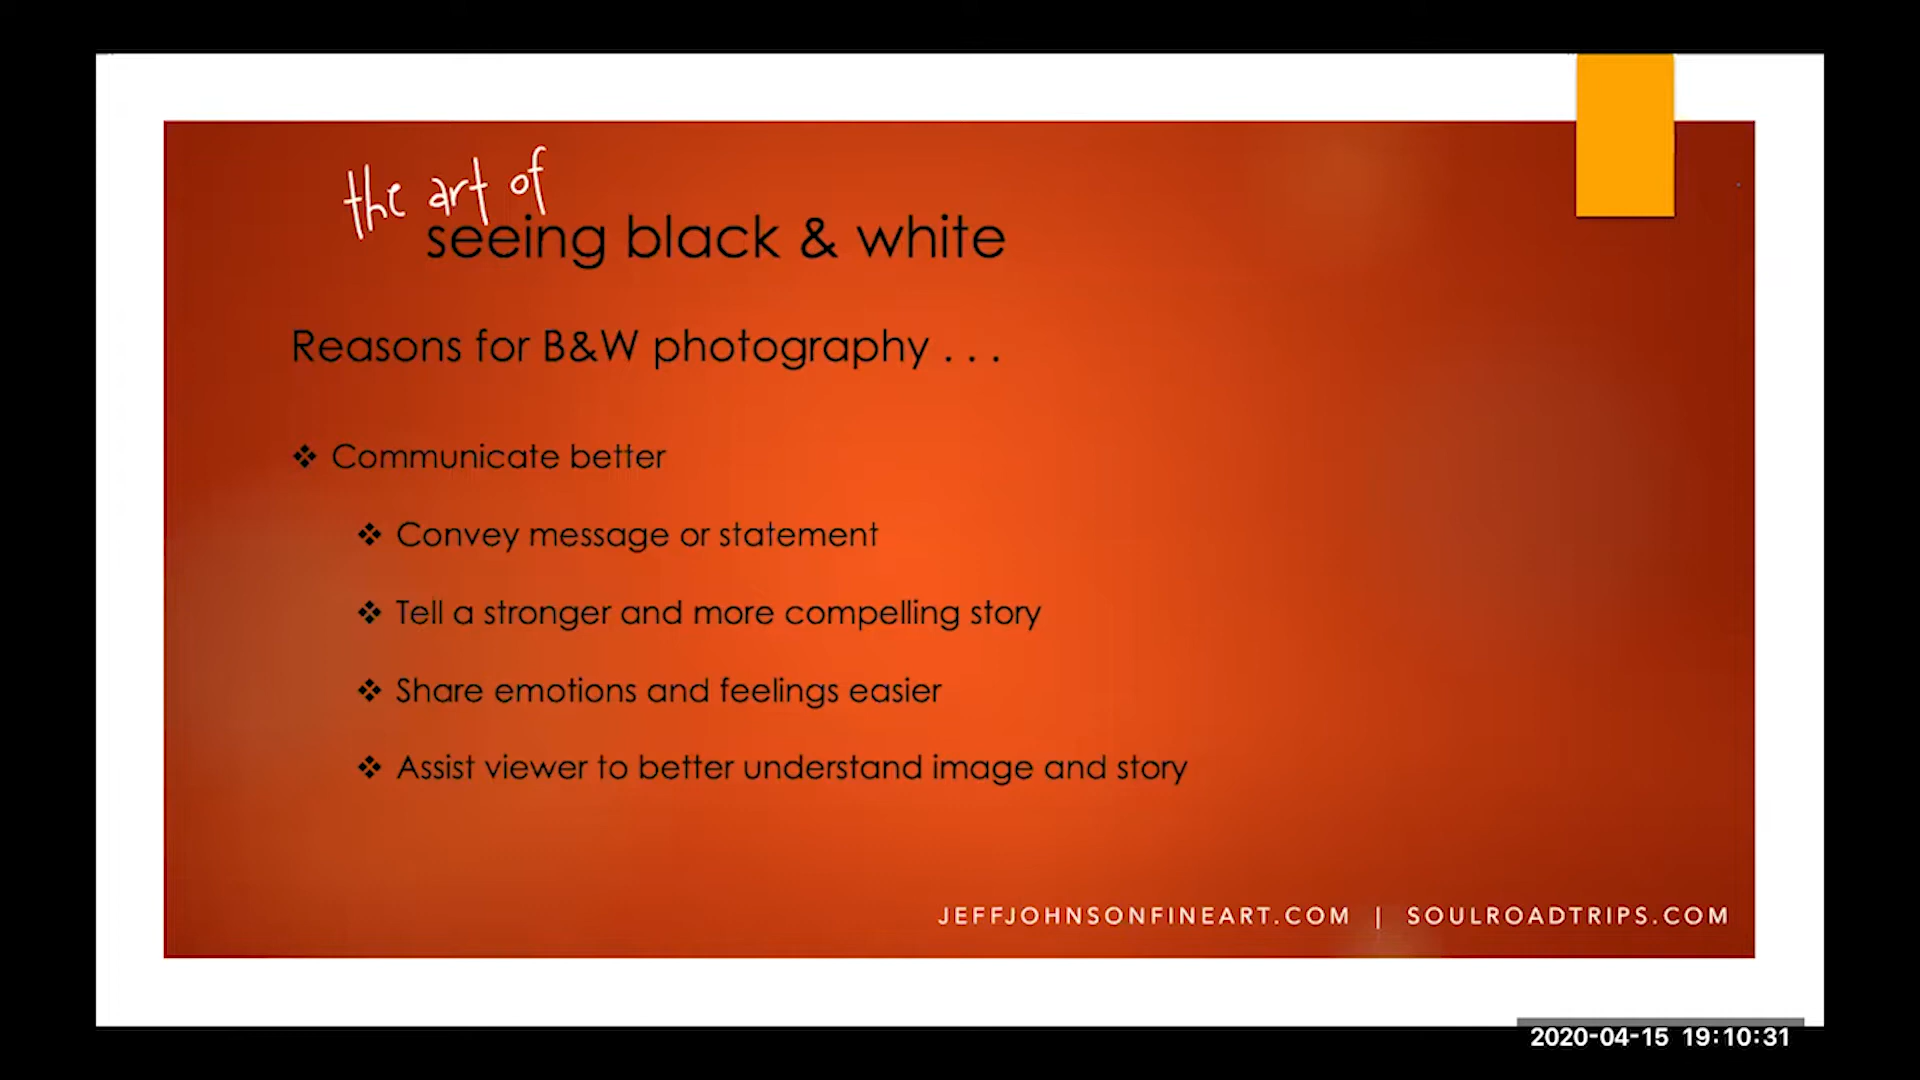 the art of
seeing black & white
Reasons for B&W photography . . .
❖ Communicate better
❖ Convey message or statement
❖ Tell a stronger and more compelling story
❖ Share emotions and feelings easier
❖ Assist viewer to better understand image and story
JEFFJOHNSONFINEART.COM | SOULROADTRIPS.COM
2020-04-15 19:10:31